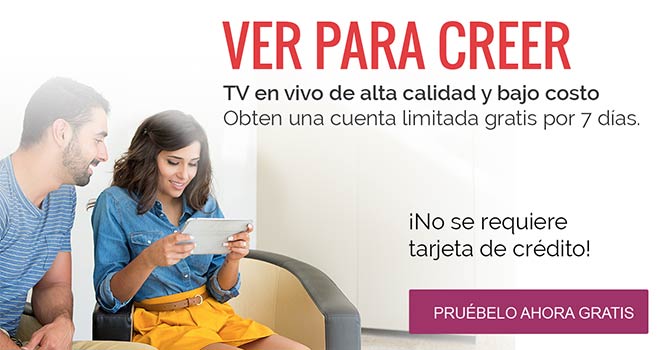 VER PARA CREER
TV en vivo de alta calidad y bajo costo
Obten una cuenta limitada gratis por 7 días.
¡No se requiere
tarjeta de crédito!
PRUÉBELO AHORA GRATIS